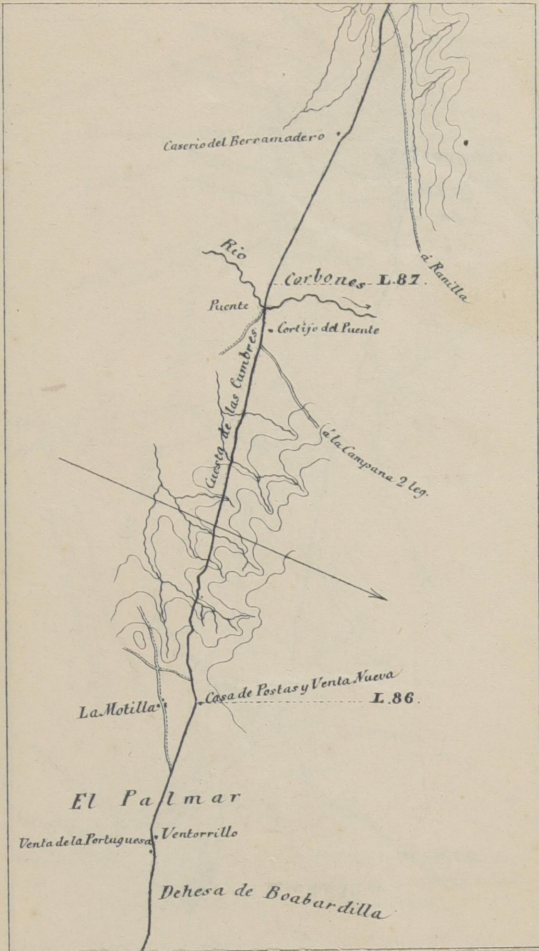 Caserio del Berramadero
á Ranilla
Rio
Corbones L.87.
Puente
Cortijo del Puente
Cuesta de las Cumbres
á la Campana 2 leg.
Casa de Postas y Venta Nueva
La Motilla
L.86.
El Palmar
Venta de la Portuguesa
Ventorrillo
Dehesa de Boabardilla